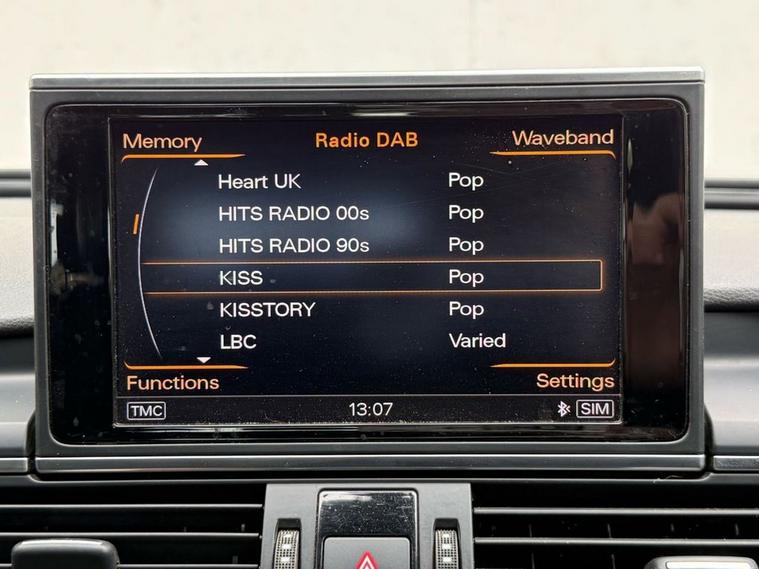 Memory Radio DAB Waveband
Heart UK Pop
HITS RADIO 00s Pop
HITS RADIO 90s Pop
KISS Pop
KISSTORY Pop
LBC Varied
Functions Settings
TMC 13:07 SIM